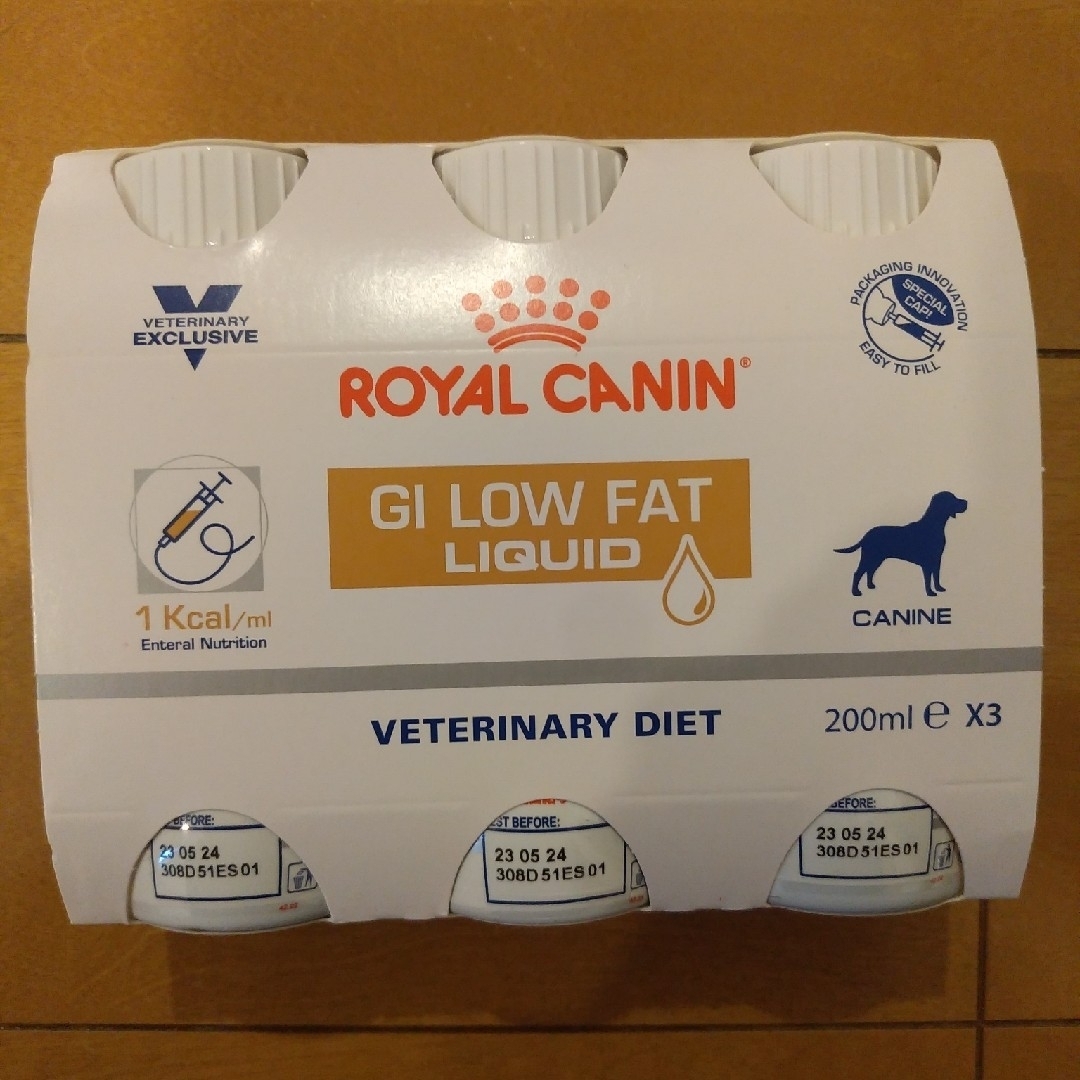 VETERINARY
EXCLUSIVE
PACKAGING INNOVATION
SPECIAL
CAP!
EASY TO FILL
ROYAL CANIN®
GI LOW FAT
LIQUID
1 Kcal/ml
Enteral Nutrition
CANINE
VETERINARY DIET
200ml ℮ X3
BEFORE:
23 05 24
308D51ES01
ST BEFORE:
23 05 24
308D51ES01
BEFORE:
23 05 24
308D51ES01